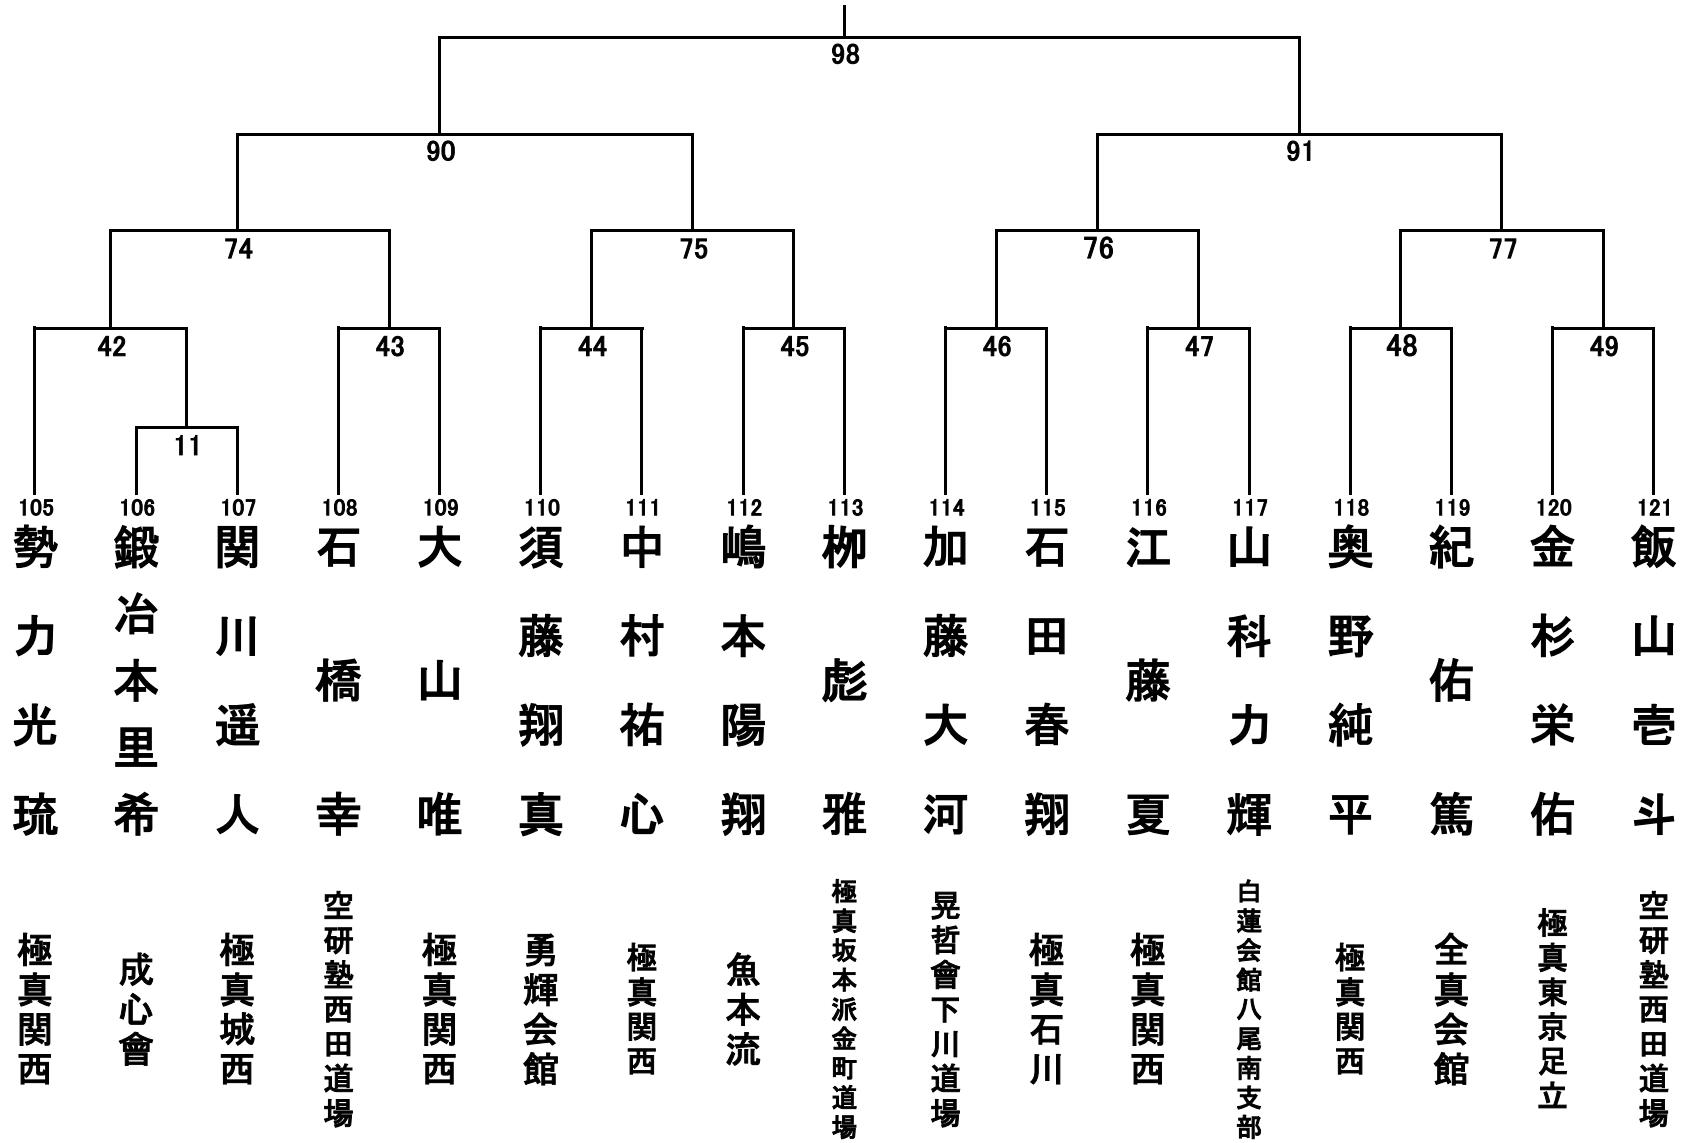 98
90
91
74
75
76
77
42
43
44
45
46
47
48
49
11
105
106
107
108
109
110
111
112
113
114
115
116
117
118
119
120
121
勢力光琉
鍛冶本里希
関川遥人
石橋幸
大山唯
須藤翔真
中村祐心
嶋本陽翔
栁彪雅
加藤大河
石田春翔
江藤夏
山科力輝
奥野純平
紀佑篤
金杉栄佑
飯山壱斗
極真関西
成心會
極真城西
空研塾西田道場
極真関西
勇輝会館
極真関西
魚本流
極真坂本派金町道場
晃哲會下川道場
極真石川
極真関西
白蓮会館八尾南支部
極真関西
全真会館
極真東京足立
空研塾西田道場